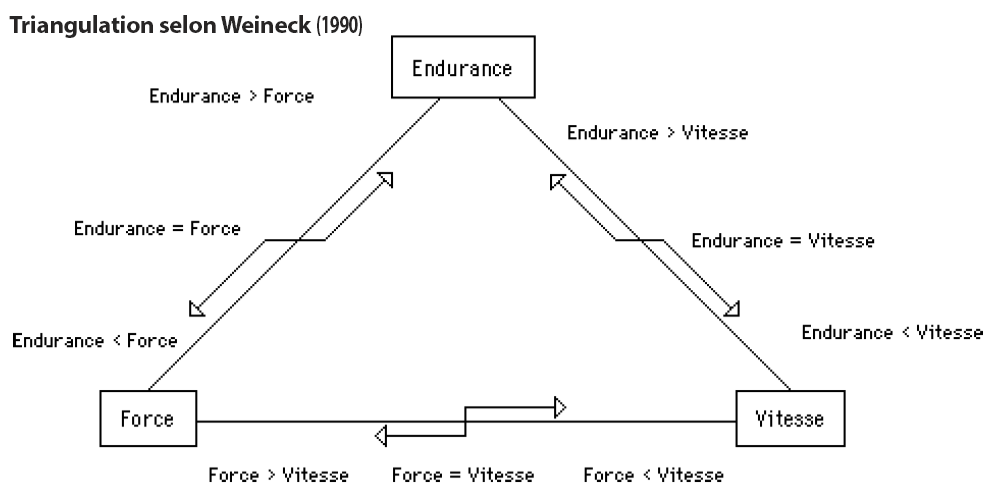 Triangulation selon Weineck (1990)
Endurance
Endurance > Force
Endurance > Vitesse
Endurance = Force
Endurance = Vitesse
Endurance < Force
Endurance < Vitesse
Force
Vitesse
Force > Vitesse
Force = Vitesse
Force < Vitesse